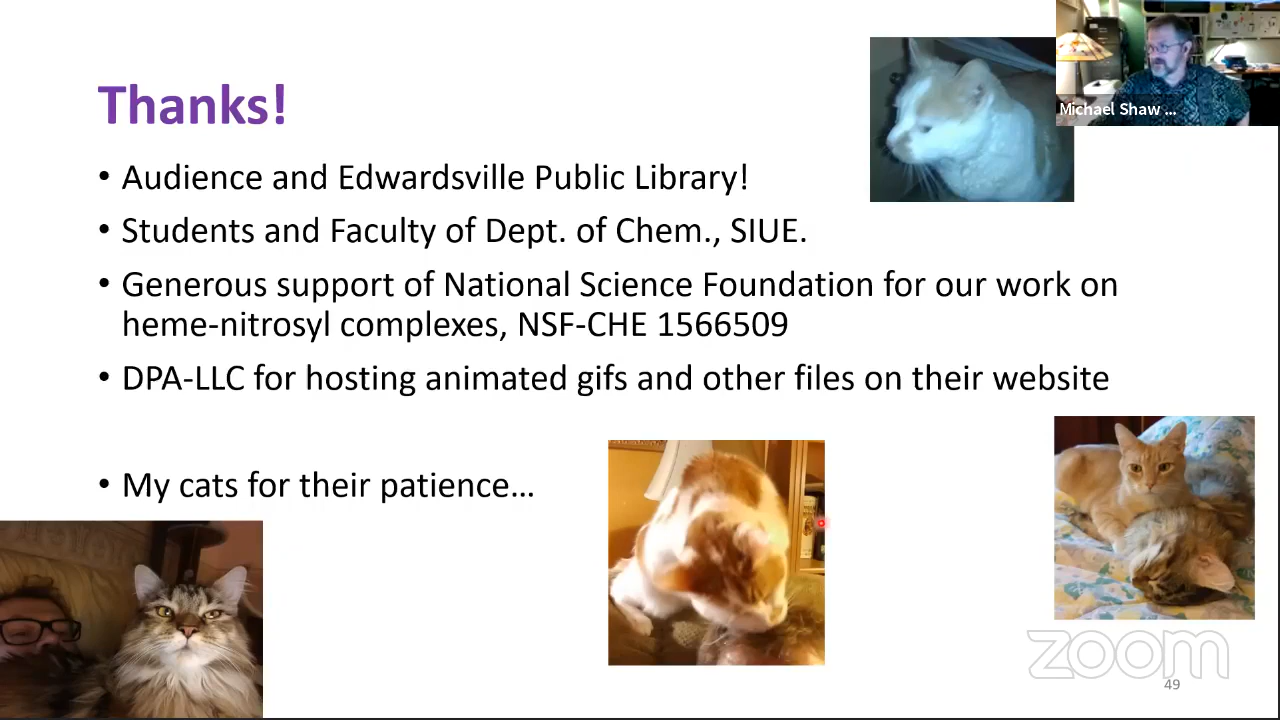 Thanks!
• Audience and Edwardsville Public Library!
• Students and Faculty of Dept. of Chem., SIUE.
• Generous support of National Science Foundation for our work on
heme-nitrosyl complexes, NSF-CHE 1566509
• DPA-LLC for hosting animated gifs and other files on their website
• My cats for their patience…
Michael Shaw ...
zoom
49